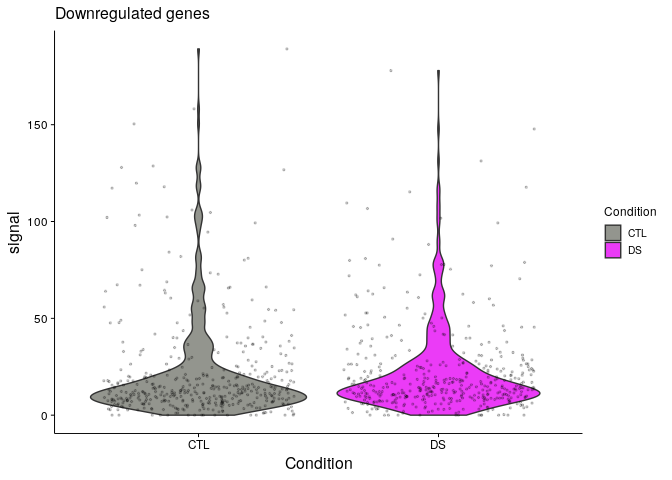 Downregulated genes
signal
150
100
50
0
CTL
DS
Condition
Condition
CTL
DS